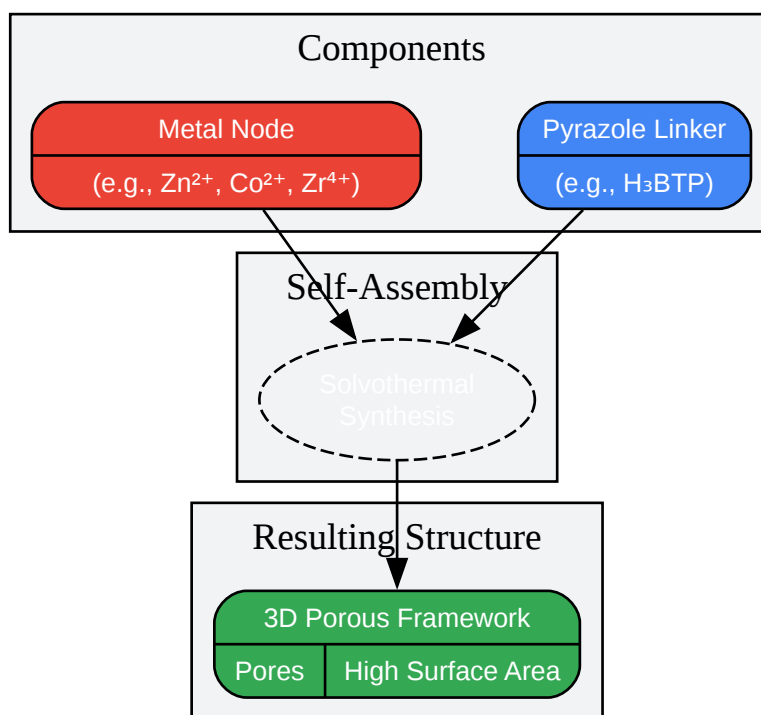 Components
Metal Node
(e.g., Zn²⁺, Co²⁺, Zr⁴⁺)
Pyrazole Linker
(e.g., H₃BTP)
Self-Assembly
Solvothermal
Synthesis
Resulting Structure
3D Porous Framework
Pores
High Surface Area